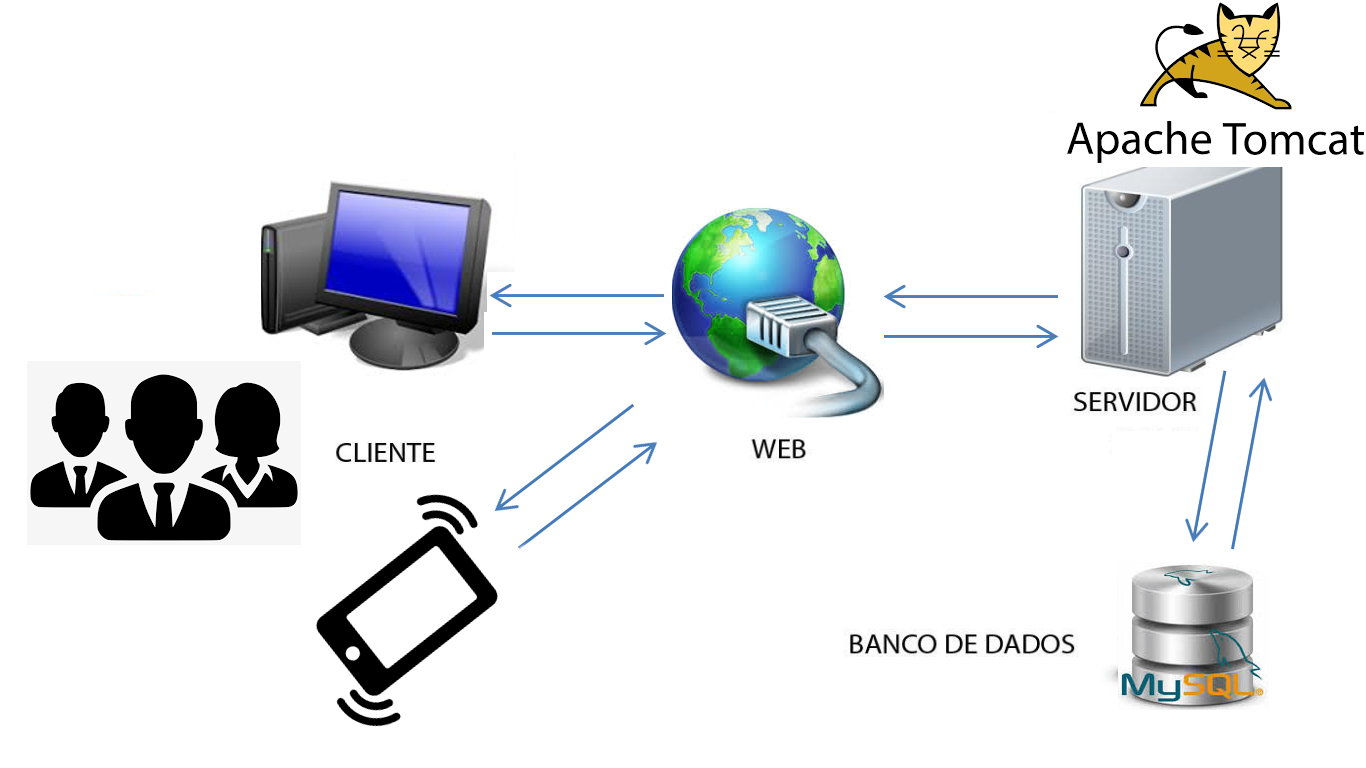 Apache Tomcat
SERVIDOR
CLIENTE
WEB
BANCO DE DADOS
MySQL®